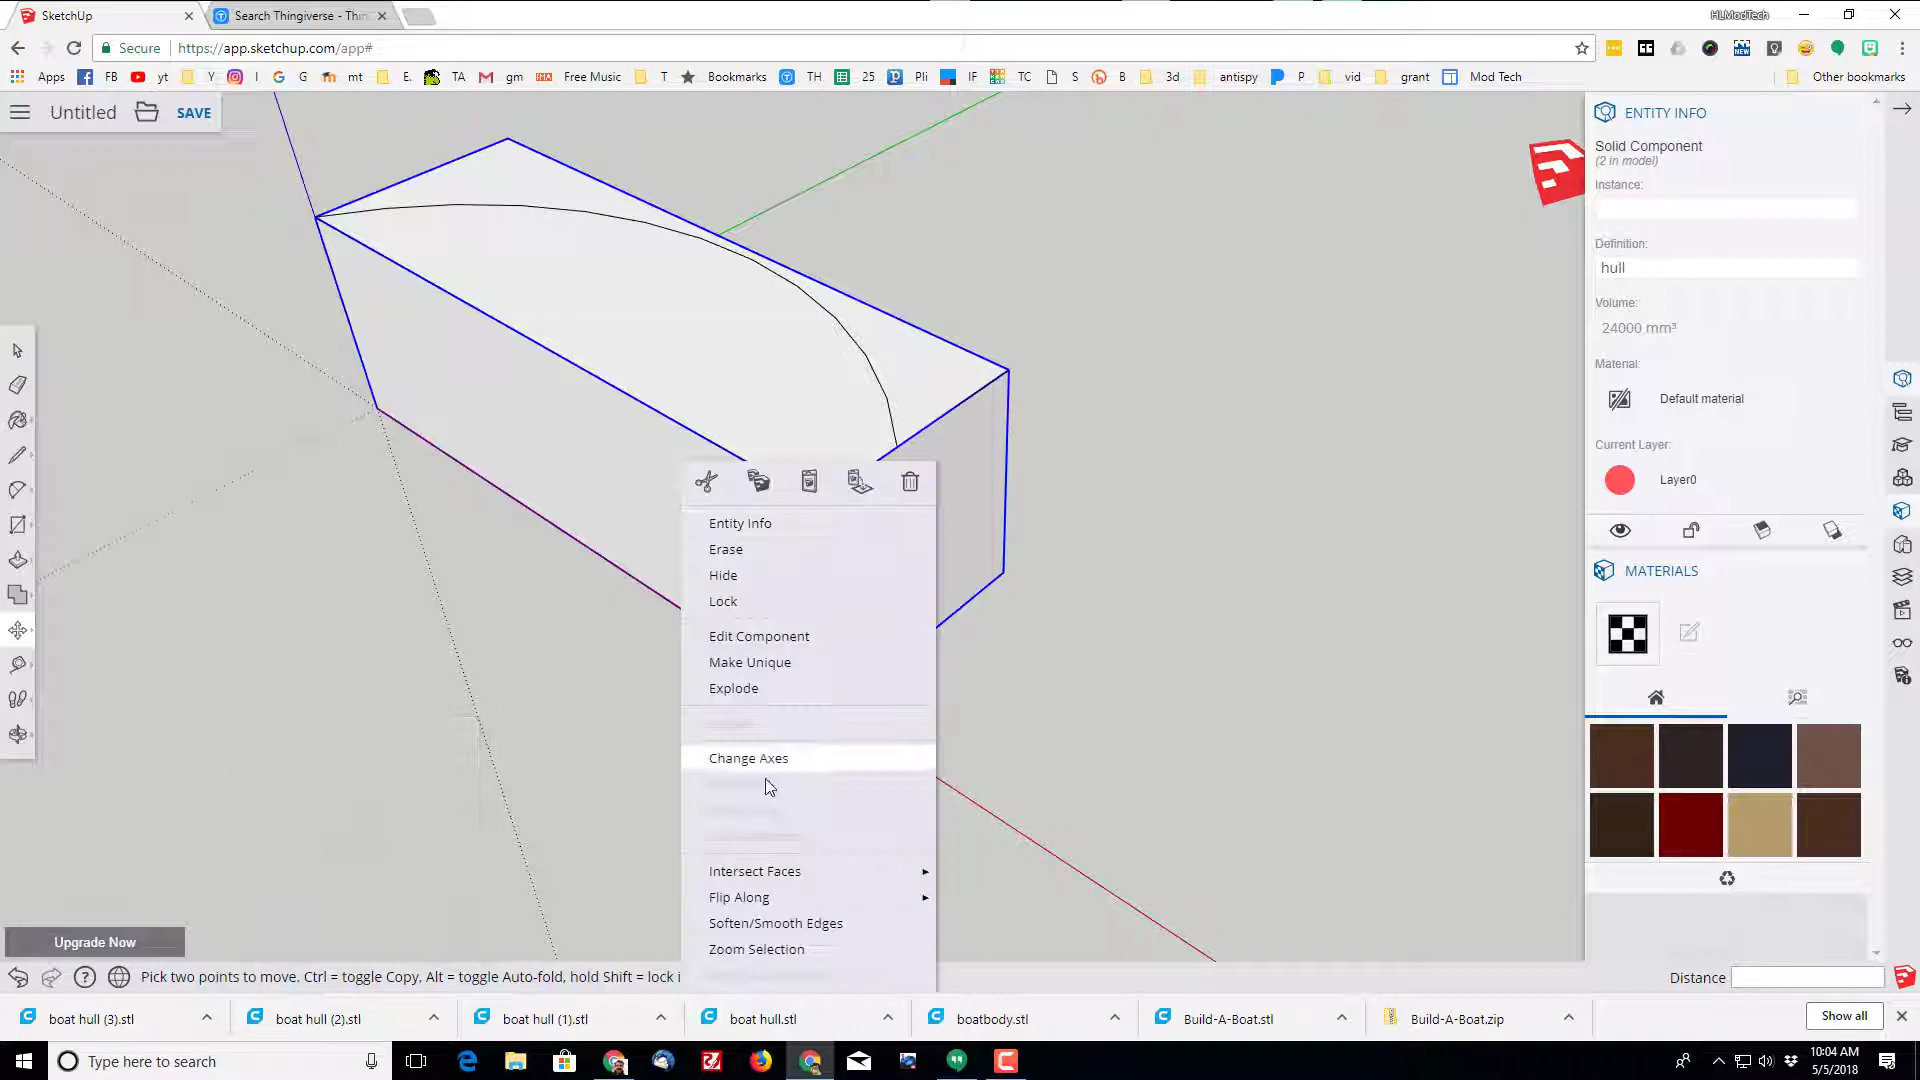 SketchUp
Search Thingiverse - Thin
HLModTech
Secure
https://app.sketchup.com/app#
Apps FB yt Y I G mt E. TA gm Free Music T Bookmarks TH 25 Pli IF TC S B 3d antispy P vid grant Mod Tech Other bookmarks
Untitled
SAVE
ENTITY INFO
Solid Component
(2 in model)
Instance:
Definition:
hull
Volume:
24000 mm³
Material:
Default material
Current Layer:
Layer0
MATERIALS
Entity Info
Erase
Hide
Lock
Edit Component
Make Unique
Explode
Change Axes
Intersect Faces
Flip Along
Soften/Smooth Edges
Zoom Selection
Upgrade Now
Pick two points to move. Ctrl = toggle Copy, Alt = toggle Auto-fold, hold Shift = lock i
Distance
boat hull (3).stl
boat hull (2).stl
boat hull (1).stl
boat hull.stl
boatbody.stl
Build-A-Boat.stl
Build-A-Boat.zip
Show all
Type here to search
10:04 AM
5/5/2018